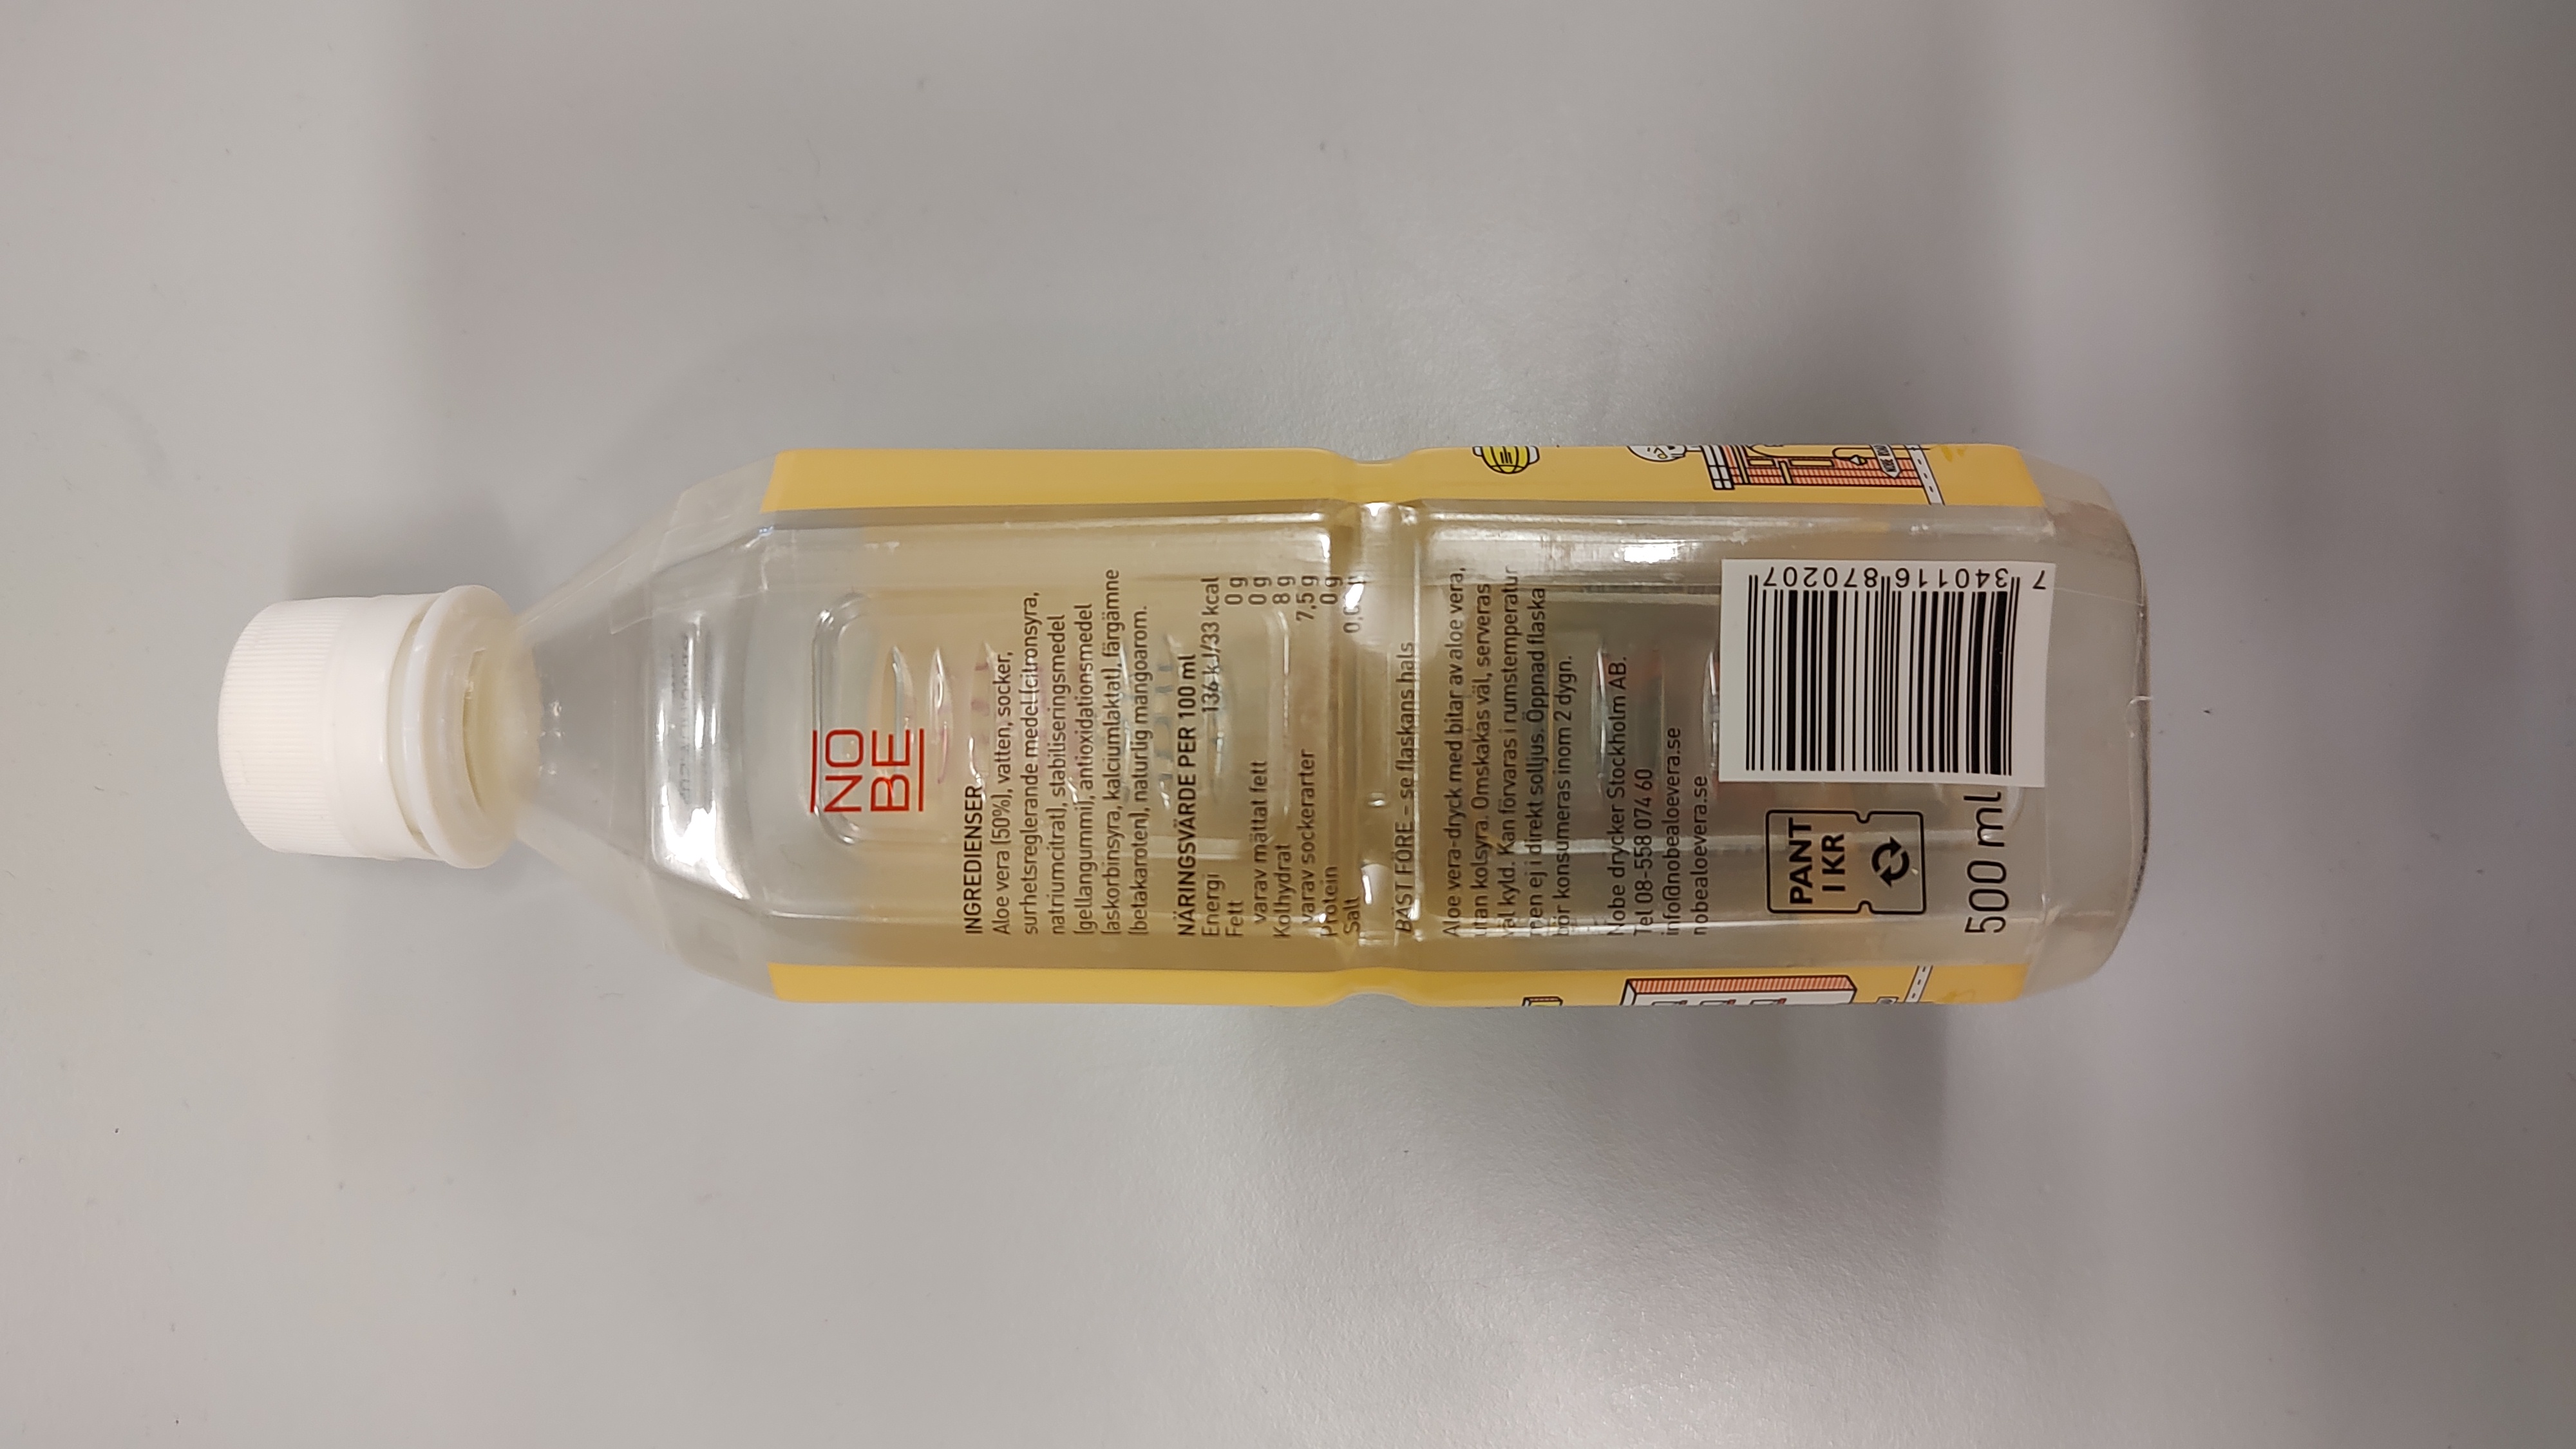 NO
BE
INGREDIENSER
Aloe vera (50%), vatten, socker,
surhetsreglerande medel (citronsyra,
natriumcitrat), stabiliseringsmedel
(gellangummi), antioxidationsmedel
(askorbinsyra, kalciumlaktat), färgämne
(betakaroten), naturlig mangoarom.
NÄRINGSVÄRDE PER 100 ml
Energi 136 kJ/33 kcal
Fett 0 g
varav mättat fett 0 g
Kolhydrat 8 g
varav sockerarter 7,5 g
Protein 0 g
Salt
BÄST FÖRE – se flaskans hals
Aloe vera-dryck med bitar av aloe vera,
utan kolsyra. Omskakas väl, serveras
väl kyld. Kan förvaras i rumstemperatur
men ej i direkt solljus. Öppnad flaska
bör konsumeras inom 2 dygn.
Nobe drycker Stockholm AB.
Tel 08-558 074 60
info@nobealoevera.se
nobealoevera.se
PANT
1 KR
500 ml
7 340116 870207